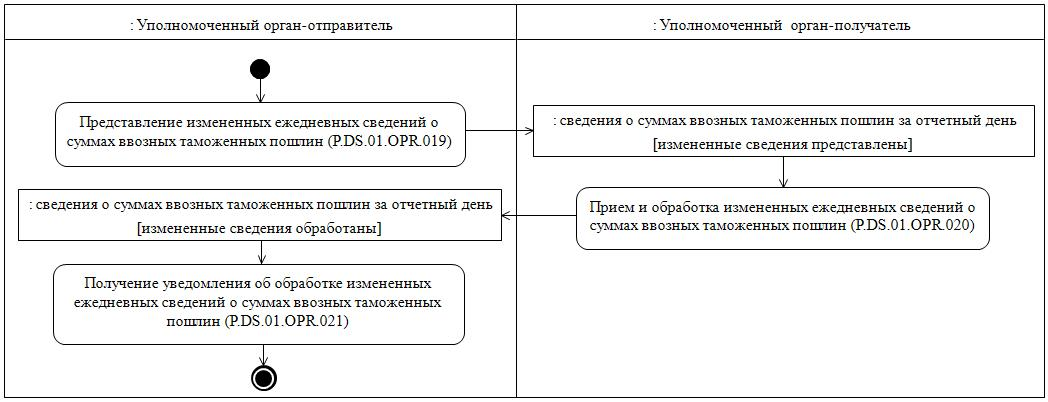 : Уполномоченный орган-отправитель
: Уполномоченный орган-получатель
Представление измененных ежедневных сведений о
суммах ввозных таможенных пошлин (P.DS.01.OPR.019)
: сведения о суммах ввозных таможенных пошлин за отчетный день
[измененные сведения представлены]
Прием и обработка измененных ежедневных сведений о
суммах ввозных таможенных пошлин (P.DS.01.OPR.020)
: сведения о суммах ввозных таможенных пошлин за отчетный день
[измененные сведения обработаны]
Получение уведомления об обработке измененных
ежедневных сведений о суммах ввозных таможенных
пошлин (P.DS.01.OPR.021)